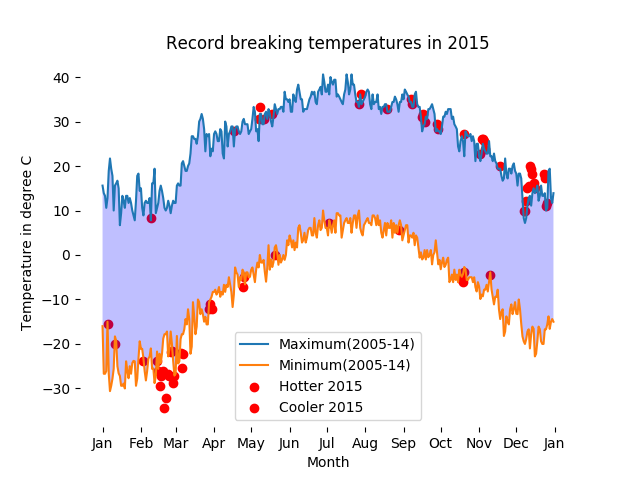 Record breaking temperatures in 2015
Temperature in degree C
40
30
20
10
0
−10
−20
−30
Maximum(2005-14)
Minimum(2005-14)
Hotter 2015
Cooler 2015
Jan Feb Mar Apr May Jun Jul Aug Sep Oct Nov Dec Jan
Month